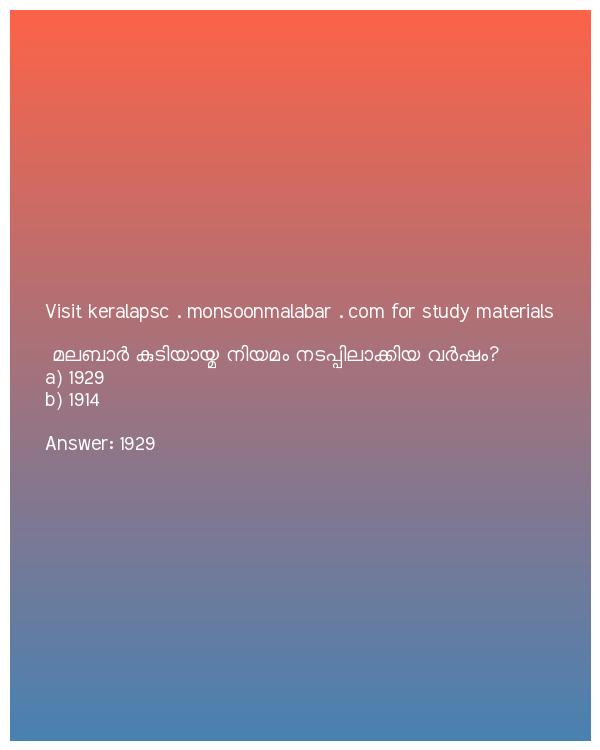 Visit keralapsc . monsoonmalabar . com for study materials
മലബാർ കുടിയായ്മ നിയമം നടപ്പിലാക്കിയ വർഷം?
a) 1929
b) 1914
Answer: 1929